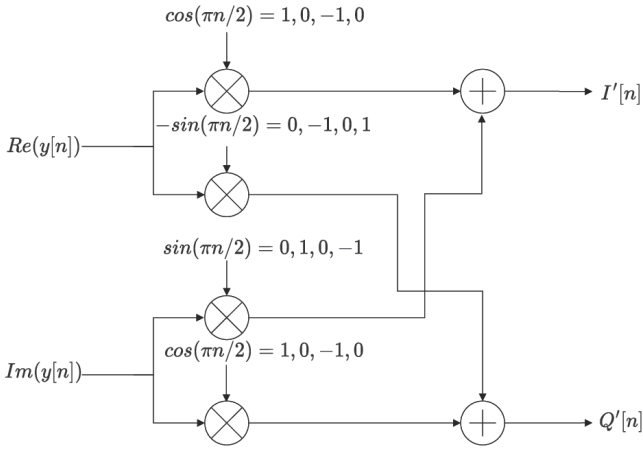 cos(πn/2) = 1, 0, −1, 0
I′[n]
−sin(πn/2) = 0, −1, 0, 1
Re(y[n])
sin(πn/2) = 0, 1, 0, −1
cos(πn/2) = 1, 0, −1, 0
Im(y[n])
Q′[n]